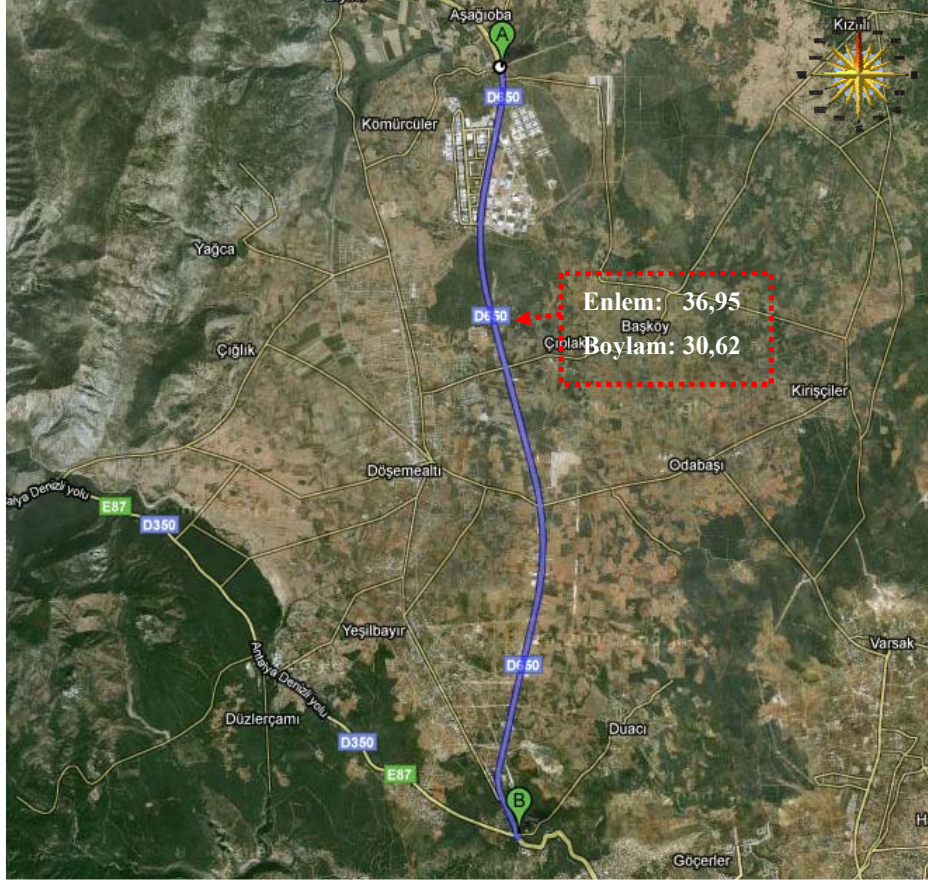 Aşağıoba
A
Kızıllı
D650
Kömürcüler
Yağca
Enlem: 36,95
D650
Başköy
Çıplak
Boylam: 30,62
Çığlık
Kirişçiler
Döşemealtı
Odabaşı
alya Denizli yolu
E87
D350
Yeşilbayır
Varsak
Antalya Denizli yolu
D650
Düzlerçamı
Duacı
D350
E87
B
Göçerler